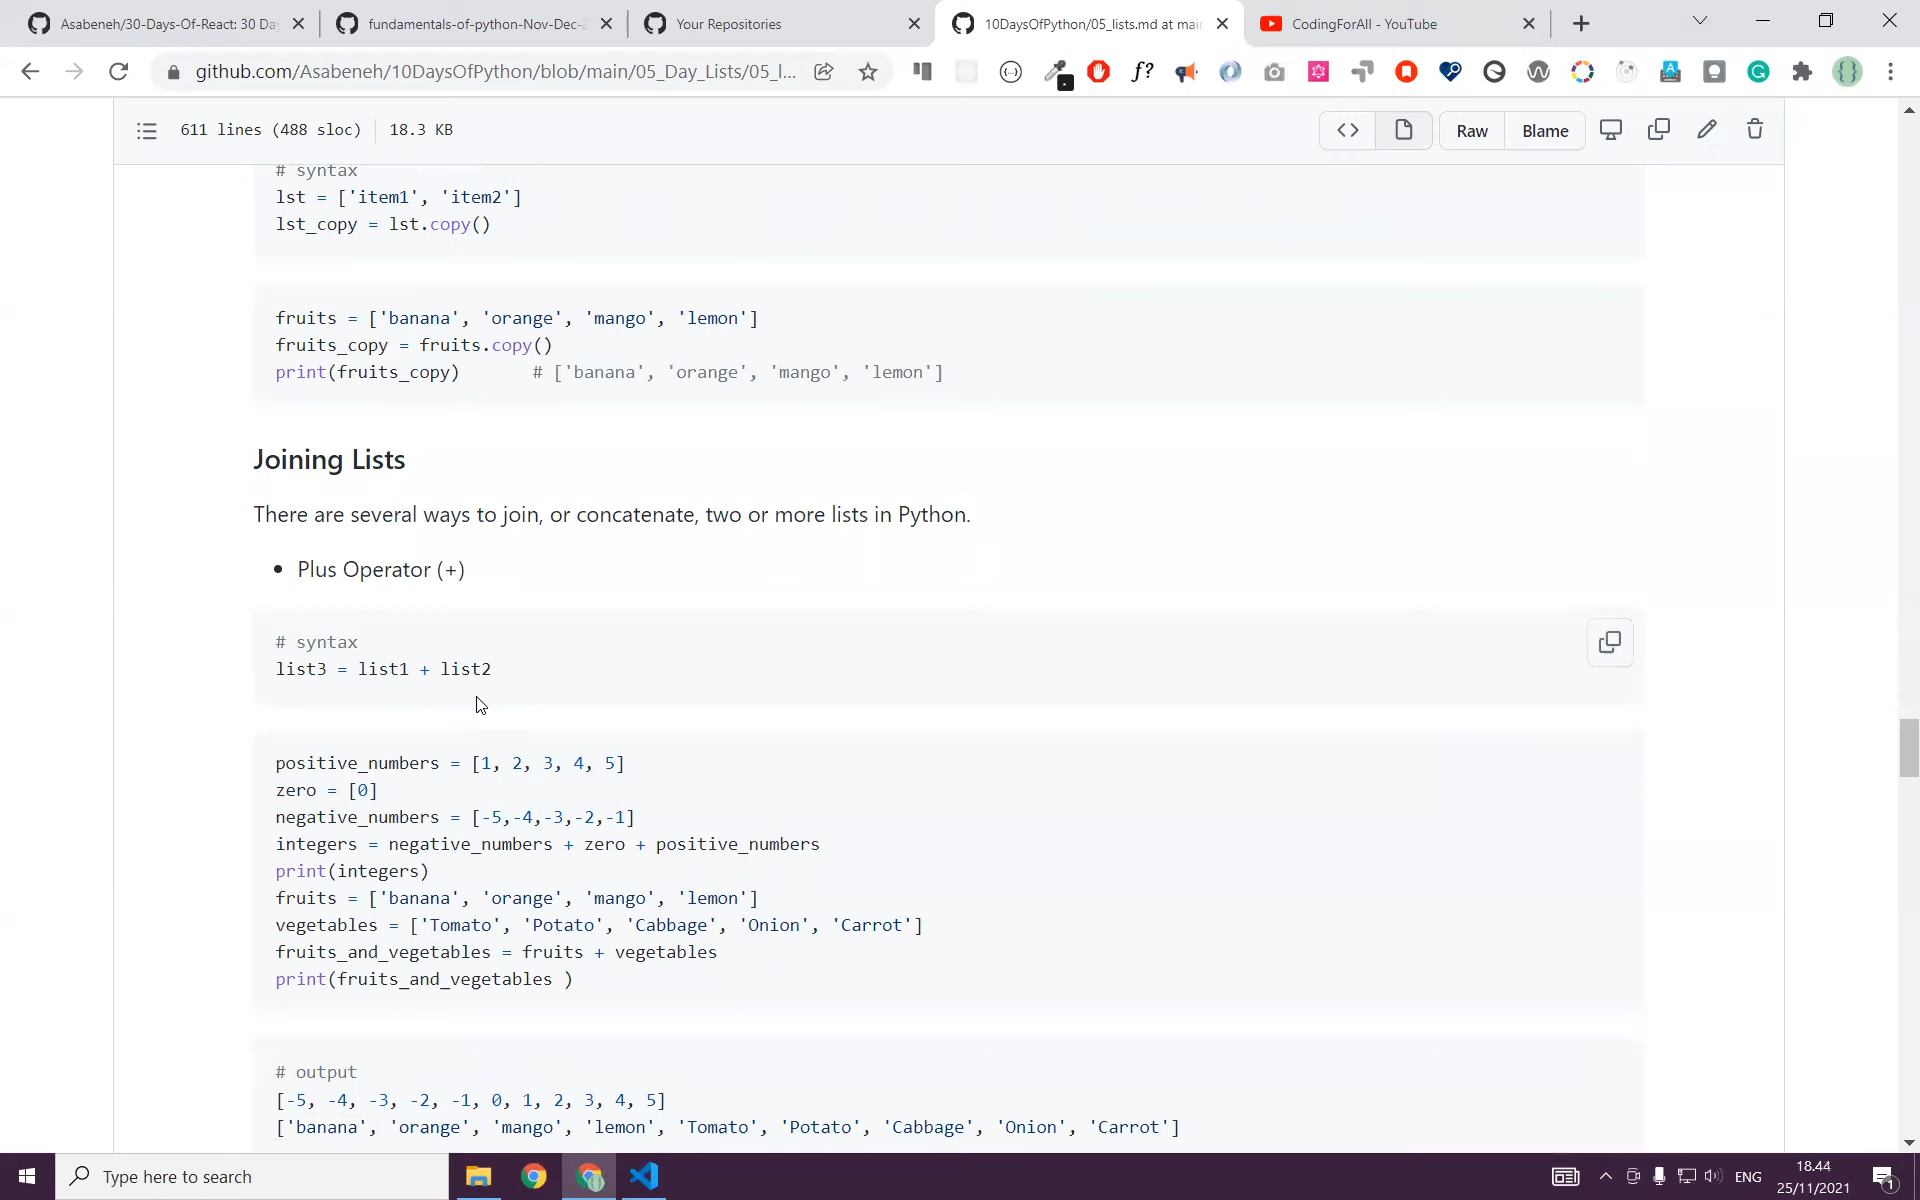 Asabeneh/30-Days-Of-React: 30 Da
fundamentals-of-python-Nov-Dec-2
Your Repositories
10DaysOfPython/05_lists.md at mai
CodingForAll - YouTube
github.com/Asabeneh/10DaysOfPython/blob/main/05_Day_Lists/05_l...
611 lines (488 sloc)
18.3 KB
Raw
Blame
# syntax
lst = ['item1', 'item2']
lst_copy = lst.copy()
fruits = ['banana', 'orange', 'mango', 'lemon']
fruits_copy = fruits.copy()
print(fruits_copy)       # ['banana', 'orange', 'mango', 'lemon']
Joining Lists
There are several ways to join, or concatenate, two or more lists in Python.
• Plus Operator (+)
# syntax
list3 = list1 + list2
positive_numbers = [1, 2, 3, 4, 5]
zero = [0]
negative_numbers = [-5,-4,-3,-2,-1]
integers = negative_numbers + zero + positive_numbers
print(integers)
fruits = ['banana', 'orange', 'mango', 'lemon']
vegetables = ['Tomato', 'Potato', 'Cabbage', 'Onion', 'Carrot']
fruits_and_vegetables = fruits + vegetables
print(fruits_and_vegetables )
# output
[-5, -4, -3, -2, -1, 0, 1, 2, 3, 4, 5]
['banana', 'orange', 'mango', 'lemon', 'Tomato', 'Potato', 'Cabbage', 'Onion', 'Carrot']
Type here to search
ENG
18.44
25/11/2021
1